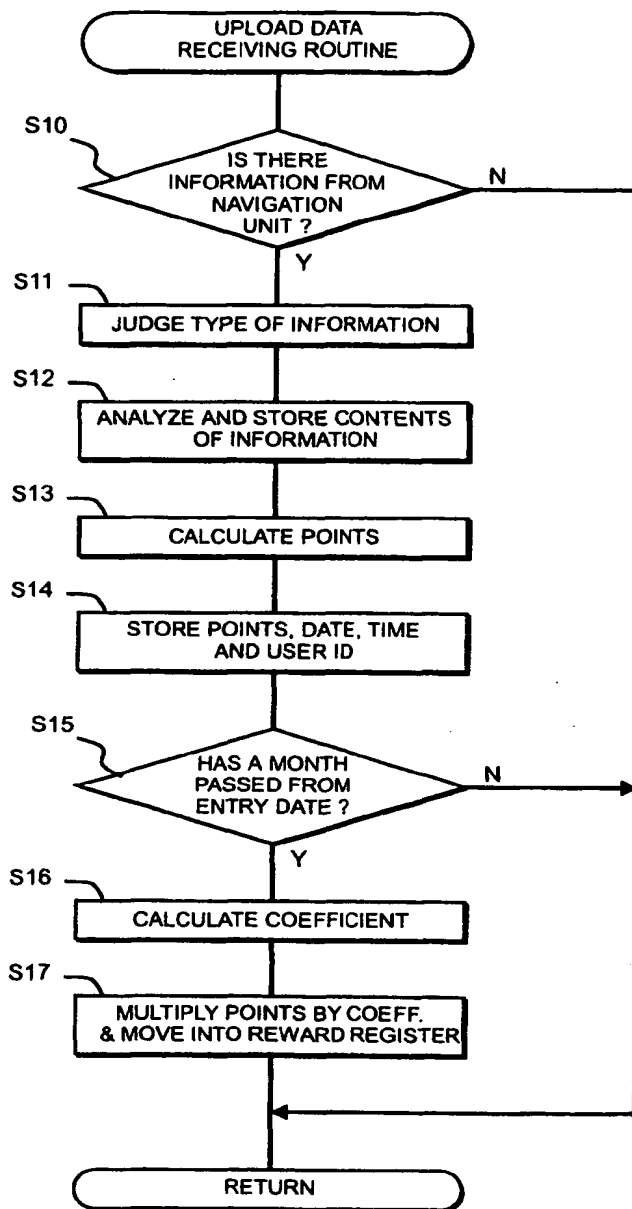 UPLOAD DATA
RECEIVING ROUTINE
S10
IS THERE
INFORMATION FROM
NAVIGATION
UNIT ?
N
Y
S11
JUDGE TYPE OF INFORMATION
S12
ANALYZE AND STORE CONTENTS
OF INFORMATION
S13
CALCULATE POINTS
S14
STORE POINTS, DATE, TIME
AND USER ID
S15
HAS A MONTH
PASSED FROM
ENTRY DATE ?
N
Y
S16
CALCULATE COEFFICIENT
S17
MULTIPLY POINTS BY COEFF.
& MOVE INTO REWARD REGISTER
RETURN